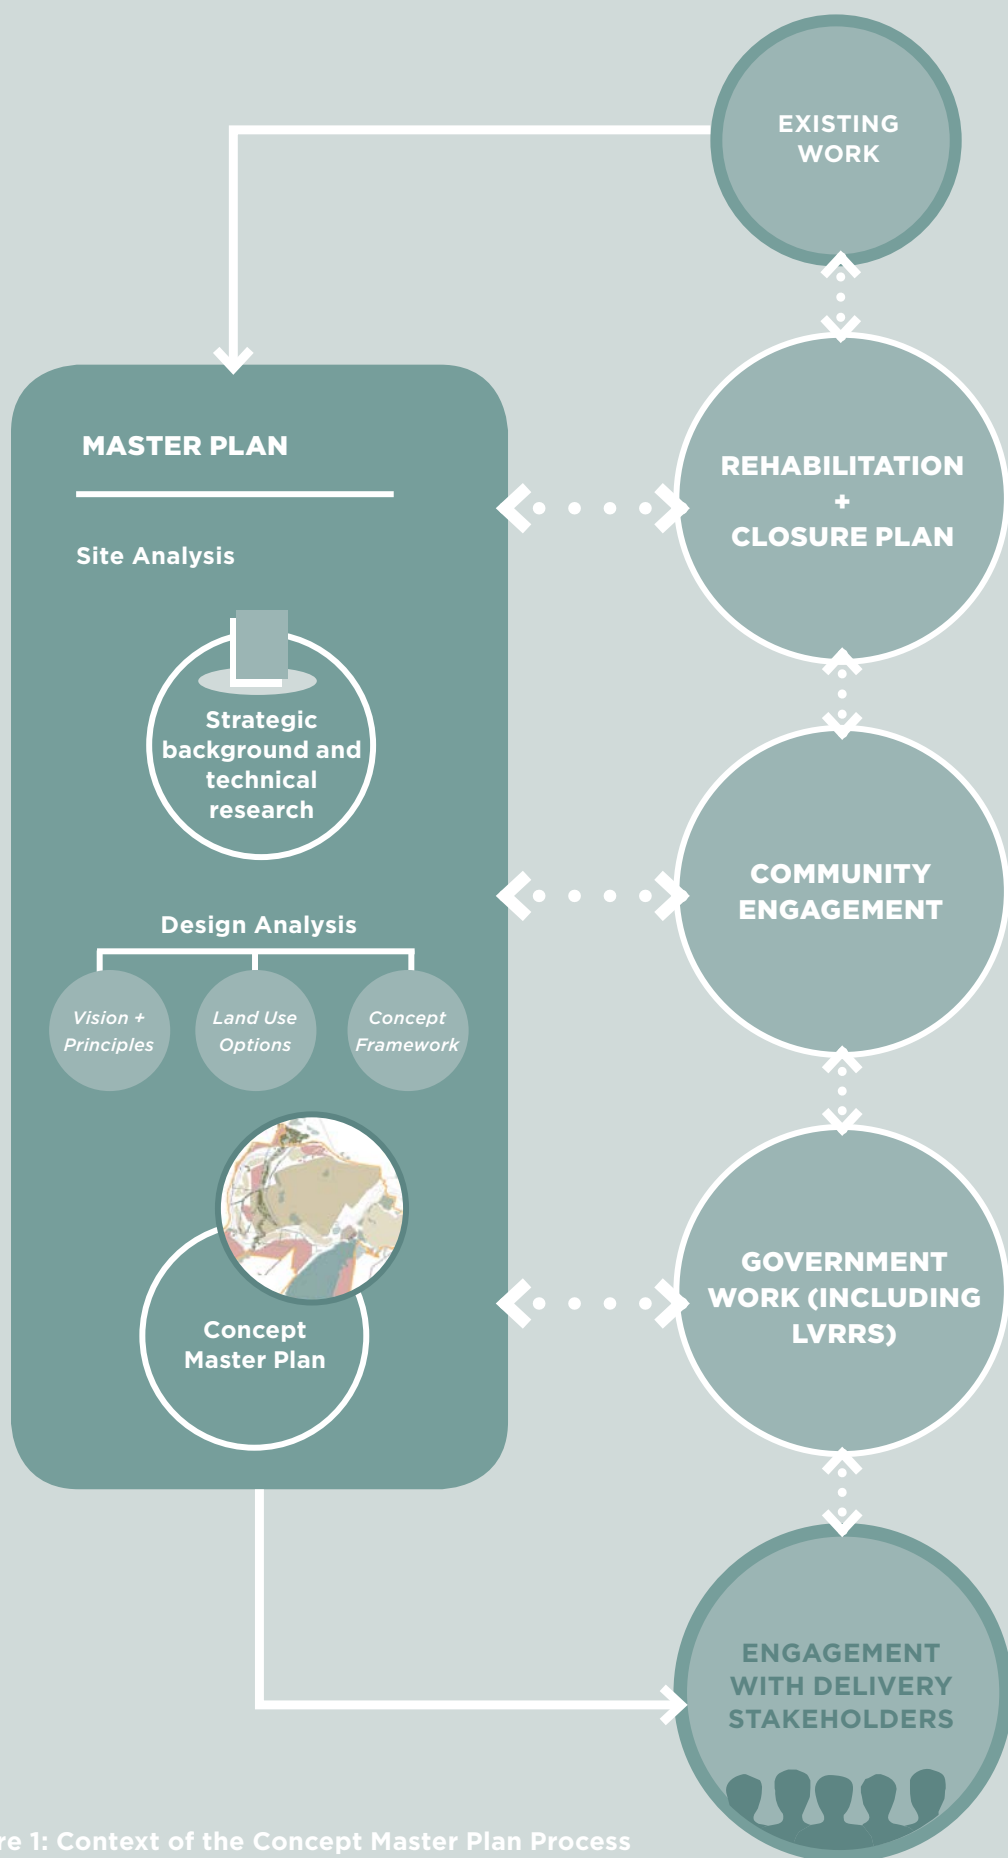 EXISTING
WORK
MASTER PLAN
Site Analysis
Strategic
background and
technical
research
Design Analysis
Vision +
Principles
Land Use
Options
Concept
Framework
Concept
Master Plan
REHABILITATION
+
CLOSURE PLAN
COMMUNITY
ENGAGEMENT
GOVERNMENT
WORK (INCLUDING
LVRRS)
ENGAGEMENT
WITH DELIVERY
STAKEHOLDERS
re 1: Context of the Concept Master Plan Process